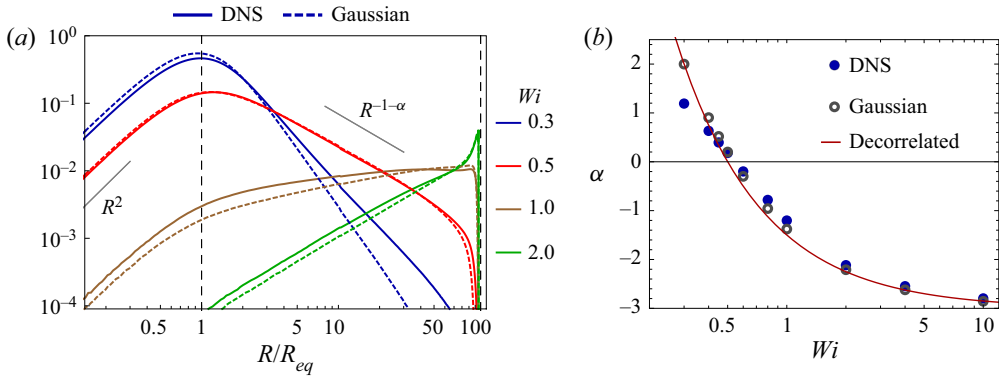 DNS Gaussian
(a)
10^0
10^{-1}
10^{-2}
10^{-3}
10^{-4}
R^2
R^{-1-α}
0.5 1 5 10 50 100
R/R_{eq}
Wi
0.3
0.5
1.0
2.0
(b)
2
1
0
−1
−2
−3
α
DNS
Gaussian
Decorrelated
0.5 1 5 10
Wi